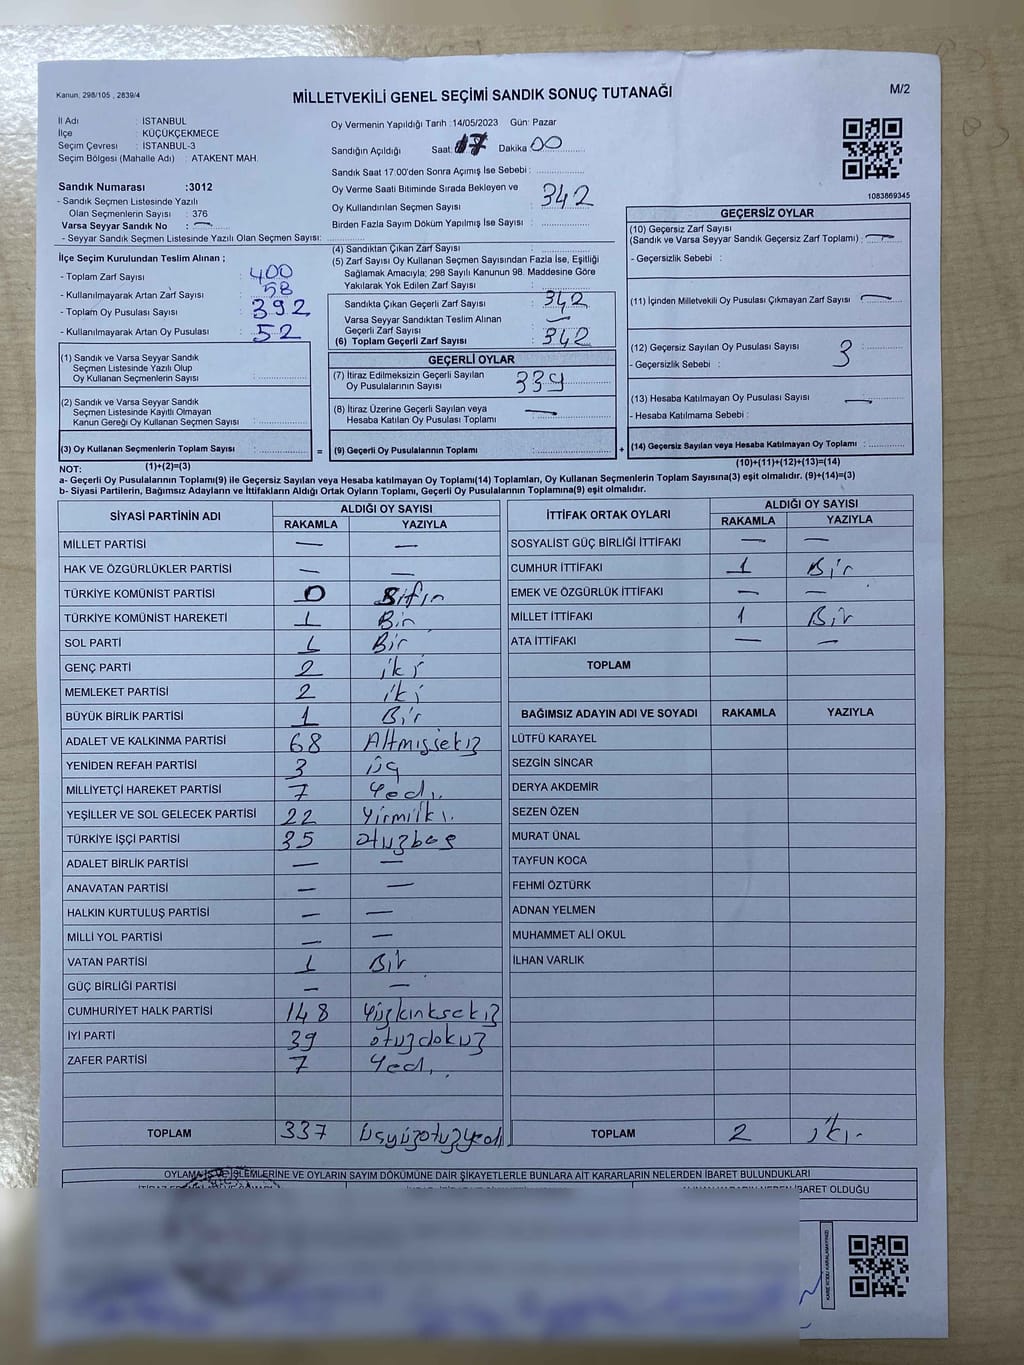 Kanun, 298/105 , 2839/4
MİLLETVEKİLİ GENEL SEÇİMİ SANDIK SONUÇ TUTANAĞI
M/2
İl Adı : İSTANBUL
İlçe : KÜÇÜKÇEKMECE
Seçim Çevresi : İSTANBUL-3
Seçim Bölgesi (Mahalle Adı) : ATAKENT MAH.
Sandık Numarası :3012
- Sandık Seçmen Listesinde Yazılı
Olan Seçmenlerin Sayısı : 376
Varsa Seyyar Sandık No : —
- Seyyar Sandık Seçmen Listesinde Yazılı Olan Seçmen Sayısı:
Oy Vermenin Yapıldığı Tarih :14/05/2023 Gün: Pazar
Sandığın Açıldığı Saat: 17 Dakika 00
Sandık Saat 17.00'den Sonra Açımış İse Sebebi :
Oy Verme Saati Bitiminde Sırada Bekleyen ve
Oy Kullandırılan Seçmen Sayısı : 342
Birden Fazla Sayım Döküm Yapılmış İse Sayısı :
1083869345
İlçe Seçim Kurulundan Teslim Alınan ;
- Toplam Zarf Sayısı : 400
- Kullanılmayarak Artan Zarf Sayısı : 58
- Toplam Oy Pusulası Sayısı : 392
- Kullanılmayarak Artan Oy Pusulası : 52
(1) Sandık ve Varsa Seyyar Sandık
Seçmen Listesinde Yazılı Olup
Oy Kullanan Seçmenlerin Sayısı :
(2) Sandık ve Varsa Seyyar Sandık
Seçmen Listesinde Kayıtlı Olmayan
Kanun Gereği Oy Kullanan Seçmen Sayısı :
(3) Oy Kullanan Seçmenlerin Toplam Sayısı :
(1)+(2)=(3)
(4) Sandıktan Çıkan Zarf Sayısı :
(5) Zarf Sayısı Oy Kullanan Seçmen Sayısından Fazla İse, Eşitliği
Sağlamak Amacıyla; 298 Sayılı Kanunun 98. Maddesine Göre
Yakılarak Yok Edilen Zarf Sayısı :
Sandıkta Çıkan Geçerli Zarf Sayısı : 342
Varsa Seyyar Sandıktan Teslim Alınan
Geçerli Zarf Sayısı : —
(6) Toplam Geçerli Zarf Sayısı : 342
GEÇERLİ OYLAR
(7) İtiraz Edilmeksizin Geçerli Sayılan
Oy Pusulalarının Sayısı : 339
(8) İtiraz Üzerine Geçerli Sayılan veya
Hesaba Katılan Oy Pusulası Toplamı : —
= (9) Geçerli Oy Pusulalarının Toplamı :
GEÇERSİZ OYLAR
(10) Geçersiz Zarf Sayısı
(Sandık ve Varsa Seyyar Sandık Geçersiz Zarf Toplamı) : —
- Geçersizlik Sebebi :
(11) İçinden Milletvekili Oy Pusulası Çıkmayan Zarf Sayısı : —
(12) Geçersiz Sayılan Oy Pusulası Sayısı : 3
- Geçersizlik Sebebi :
(13) Hesaba Katılmayan Oy Pusulası Sayısı : —
- Hesaba Katılmama Sebebi :
+ (14) Geçersiz Sayılan veya Hesaba Katılmayan Oy Toplamı :
(10)+(11)+(12)+(13)=(14)
NOT:
a- Geçerli Oy Pusulalarının Toplamı(9) ile Geçersiz Sayılan veya Hesaba katılmayan Oy Toplamı(14) Toplamları, Oy Kullanan Seçmenlerin Toplam Sayısına(3) eşit olmalıdır. (9)+(14)=(3)
b- Siyasi Partilerin, Bağımsız Adayların ve İttifakların Aldığı Ortak Oyların Toplamı, Geçerli Oy Pusulalarının Toplamına(9) eşit olmalıdır.
SİYASİ PARTİNİN ADI ALDIĞI OY SAYISI
RAKAMLA YAZIYLA
MİLLET PARTİSİ — —
HAK VE ÖZGÜRLÜKLER PARTİSİ — —
TÜRKİYE KOMÜNİST PARTİSİ 0 Sıfır
TÜRKİYE KOMÜNİST HAREKETİ 1 Bir
SOL PARTİ 1 Bir
GENÇ PARTİ 2 iki
MEMLEKET PARTİSİ 2 iki
BÜYÜK BİRLİK PARTİSİ 1 Bir
ADALET VE KALKINMA PARTİSİ 68 Altmışsekiz
YENİDEN REFAH PARTİSİ 3 üç
MİLLİYETÇİ HAREKET PARTİSİ 7 Yedi.
YEŞİLLER VE SOL GELECEK PARTİSİ 22 Yirmiiki.
TÜRKİYE İŞÇİ PARTİSİ 35 otuzbeş
ADALET BİRLİK PARTİSİ — —
ANAVATAN PARTİSİ — —
HALKIN KURTULUŞ PARTİSİ — —
MİLLİ YOL PARTİSİ — —
VATAN PARTİSİ 1 Bir
GÜÇ BİRLİĞİ PARTİSİ — —
CUMHURİYET HALK PARTİSİ 148 Yüzkırksekiz
İYİ PARTİ 39 otuzdokuz
ZAFER PARTİSİ 7 Yedi.
TOPLAM 337 Üçyüzotuzyedi
İTTİFAK ORTAK OYLARI ALDIĞI OY SAYISI
RAKAMLA YAZIYLA
SOSYALİST GÜÇ BİRLİĞİ İTTİFAKI — —
CUMHUR İTTİFAKI 1 Bir
EMEK VE ÖZGÜRLÜK İTTİFAKI — —
MİLLET İTTİFAKI 1 Bir
ATA İTTİFAKI — —
TOPLAM
BAĞIMSIZ ADAYIN ADI VE SOYADI RAKAMLA YAZIYLA
LÜTFÜ KARAYEL
SEZGİN SİNCAR
DERYA AKDEMİR
SEZEN ÖZEN
MURAT ÜNAL
TAYFUN KOCA
FEHMİ ÖZTÜRK
ADNAN YELMEN
MUHAMMET ALİ OKUL
İLHAN VARLIK
TOPLAM 2 iki.
OYLAMA İŞ VE İŞLEMLERİNE VE OYLARIN SAYIM DÖKÜMÜNE DAİR ŞİKAYETLERLE BUNLARA AİT KARARLARIN NELERDEN İBARET BULUNDUKLARI
İBARET OLDUĞU